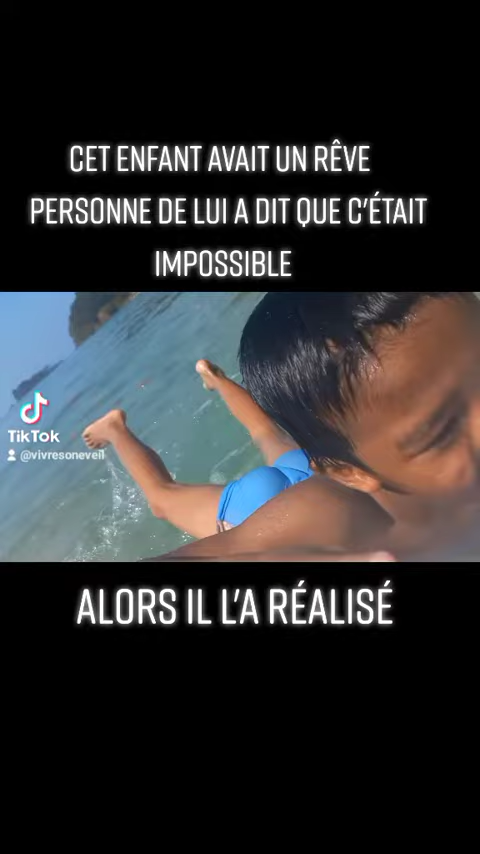 CET ENFANT AVAIT UN RÊVE
PERSONNE DE LUI A DIT QUE C'ÉTAIT
IMPOSSIBLE
TikTok
@vivresoneveil
ALORS IL L'A RÉALISÉ